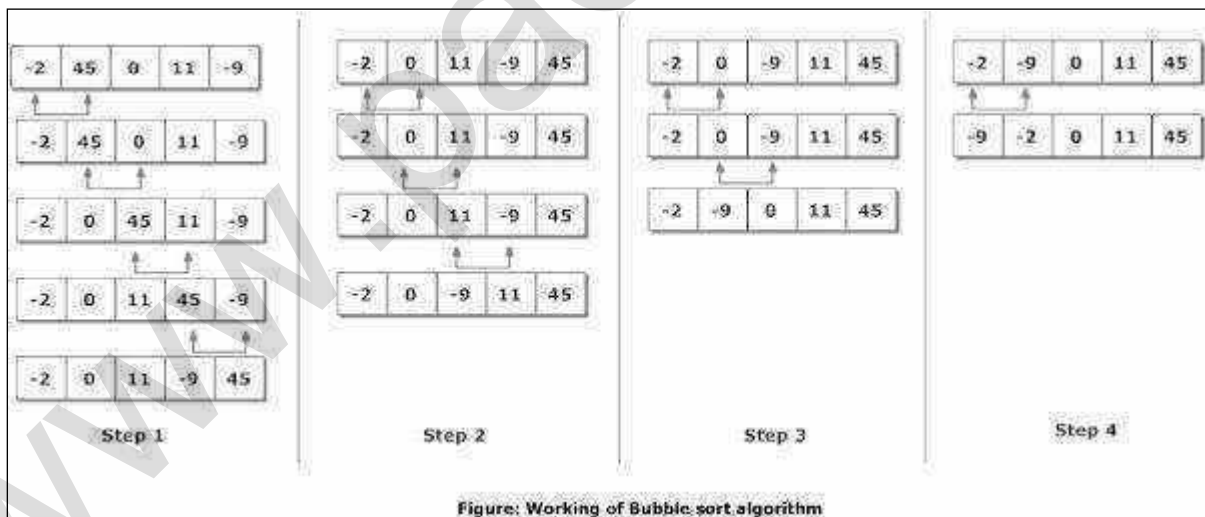 -2 45 0 11 -9
-2 45 0 11 -9
-2 0 45 11 -9
-2 0 11 45 -9
-2 0 11 -9 45
Step 1
-2 0 11 -9 45
-2 0 11 -9 45
-2 0 11 -9 45
-2 0 -9 11 45
Step 2
-2 0 -9 11 45
-2 0 -9 11 45
-2 -9 0 11 45
Step 3
-2 -9 0 11 45
-9 -2 0 11 45
Step 4
Figure: Working of Bubble sort algorithm
www.pa